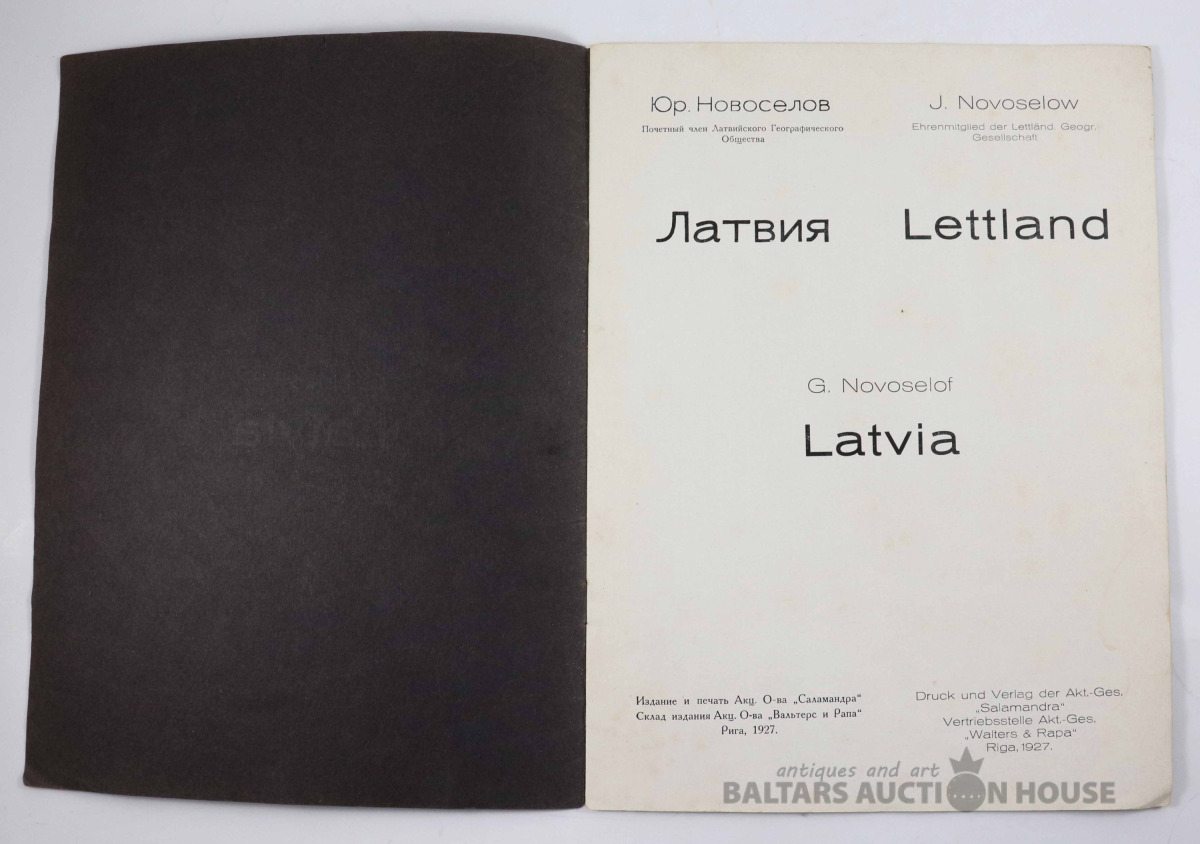 Юр. Новоселов
Почетный член Латвийского Географического
Общества
J. Novoselow
Ehrenmitglied der Lettländ. Geogr.
Gesellschaft
Латвия
Lettland
G. Novoselof
Latvia
Издание и печать Акц. О-ва „Саламандра“
Склад издания Акц. О-ва „Вальтерс и Рапа“
Рига, 1927.
Druck und Verlag der Akt.-Ges.
„Salamandra“
Vertriebsstelle Akt.-Ges.
„Walters & Rapa“
Riga, 1927.
antiques and art
BALTARS AUCTION HOUSE